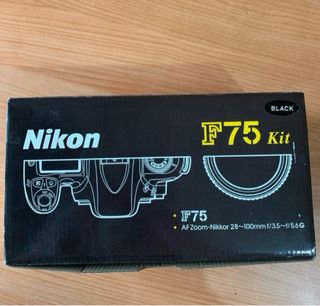 BLACK
Nikon
F75 Kit
• F75
• AF Zoom-Nikkor 28~100mm f/3.5~f/5.6G